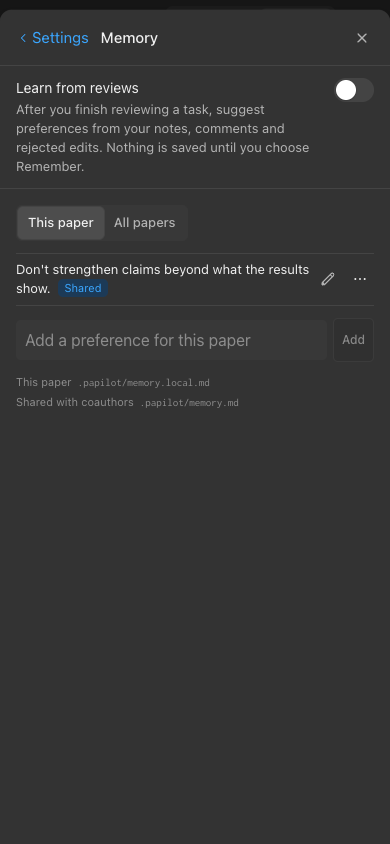 Settings Memory
Learn from reviews
After you finish reviewing a task, suggest
preferences from your notes, comments and
rejected edits. Nothing is saved until you choose
Remember.
This paper All papers
Don't strengthen claims beyond what the results
show. Shared
Add a preference for this paper Add
This paper .papilot/memory.local.md
Shared with coauthors .papilot/memory.md